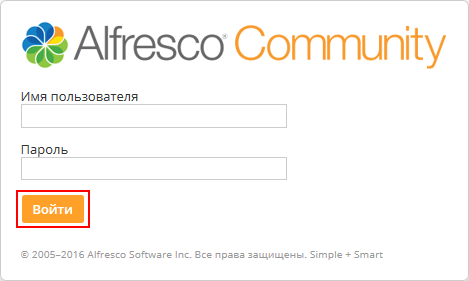 Alfresco® Community
Имя пользователя
Пароль
Войти
© 2005–2016 Alfresco Software Inc. Все права защищены. Simple + Smart